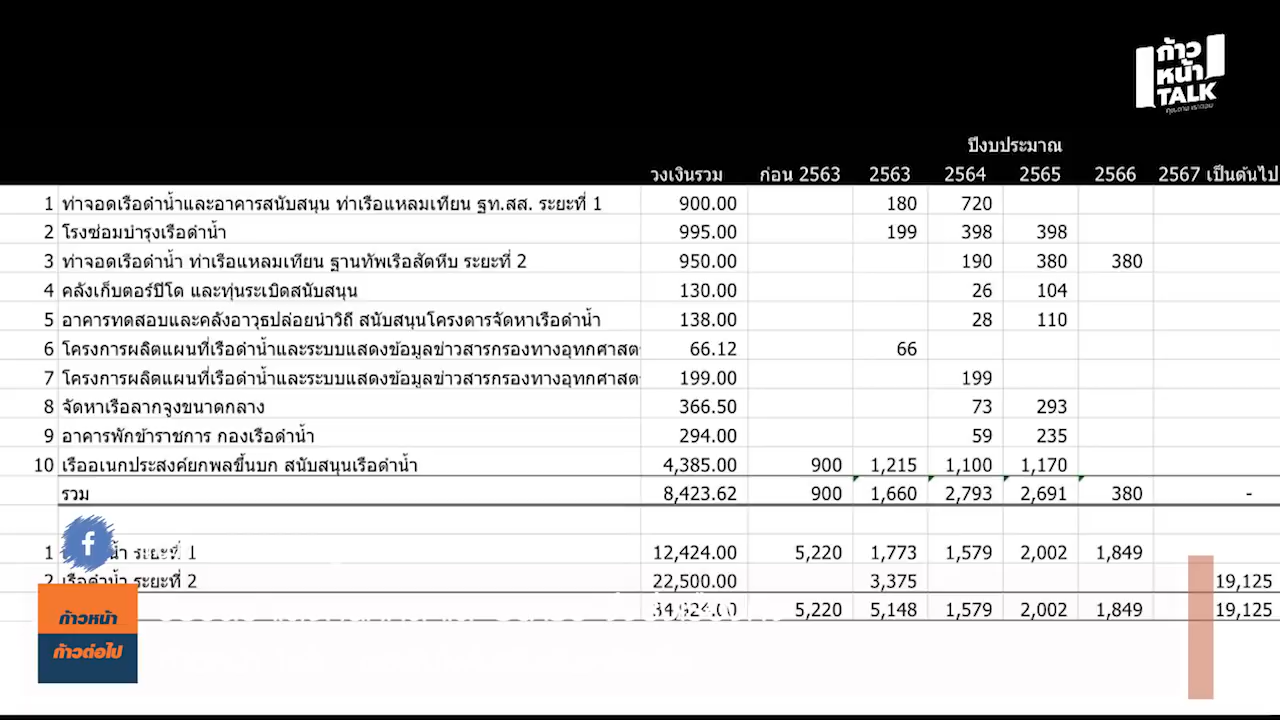 ก้าว
หน้า
TALK
ปีงบประมาณ
วงเงินรวม ก่อน 2563 2563 2564 2565 2566 2567 เป็นต้นไป
1 ท่าจอดเรือดำน้ำและอาคารสนับสนุน ท่าเรือแหลมเทียน ฐท.สส. ระยะที่ 1 900.00 180 720
2 โรงซ่อมบำรุงเรือดำน้ำ 995.00 199 398 398
3 ท่าจอดเรือดำน้ำ ท่าเรือแหลมเทียน ฐานทัพเรือสัตหีบ ระยะที่ 2 950.00 190 380 380
4 คลังเก็บตอร์ปิโด และทุ่นระเบิดสนับสนุน 130.00 26 104
5 อาคารทดสอบและคลังอาวุธปล่อยนำวิถี สนับสนุนโครงการจัดหาเรือดำน้ำ 138.00 28 110
6 โครงการผลิตแผนที่เรือดำน้ำและระบบแสดงข้อมูลข่าวสารกรองทางอุทกศาสต 66.12 66
7 โครงการผลิตแผนที่เรือดำน้ำและระบบแสดงข้อมูลข่าวสารกรองทางอุทกศาสต 199.00 199
8 จัดหาเรือลากจูงขนาดกลาง 366.50 73 293
9 อาคารพักข้าราชการ กองเรือดำน้ำ 294.00 59 235
10 เรืออเนกประสงค์ยกพลขึ้นบก สนับสนุนเรือดำน้ำ 4,385.00 900 1,215 1,100 1,170
รวม 8,423.62 900 1,660 2,793 2,691 380 -
1 ระยะที่ 1 12,424.00 5,220 1,773 1,579 2,002 1,849
2 เรือดำน้ำ ระยะที่ 2 22,500.00 3,375 19,125
34,924.00 5,220 5,148 1,579 2,002 1,849 19,125
f
ก้าวหน้า
ก้าวต่อไป